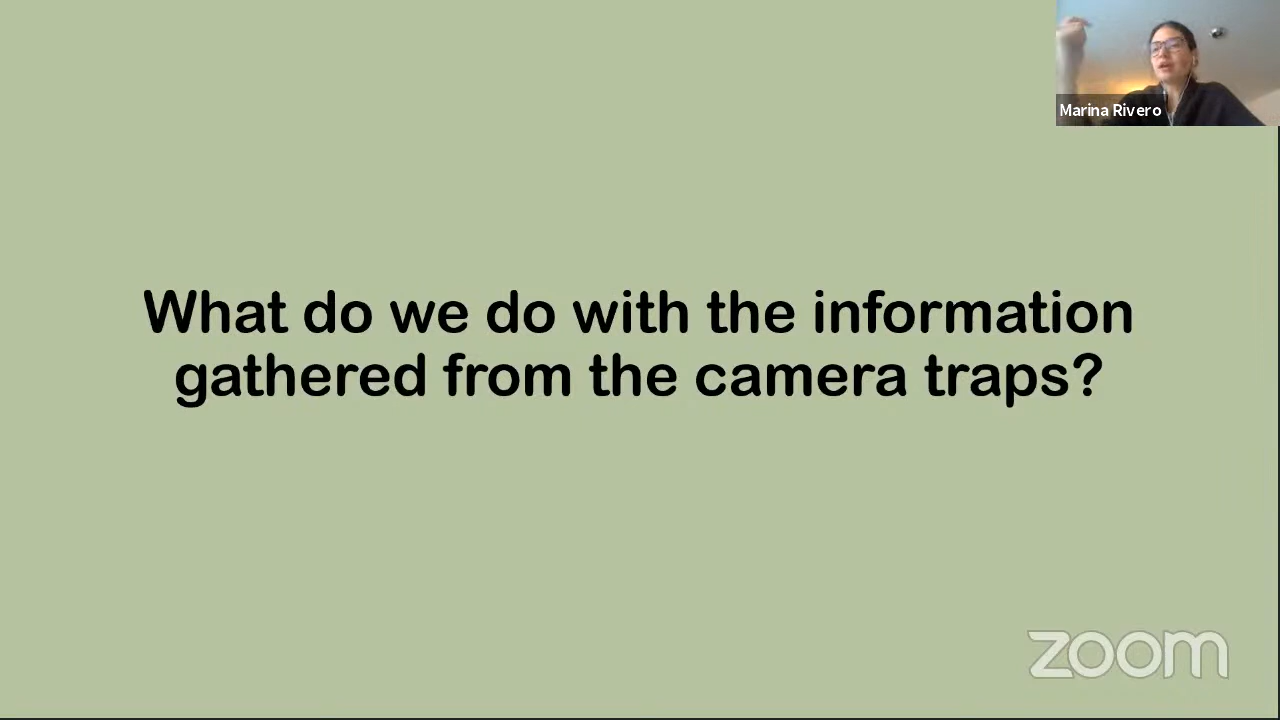 Marina Rivero
What do we do with the information
gathered from the camera traps?
zoom